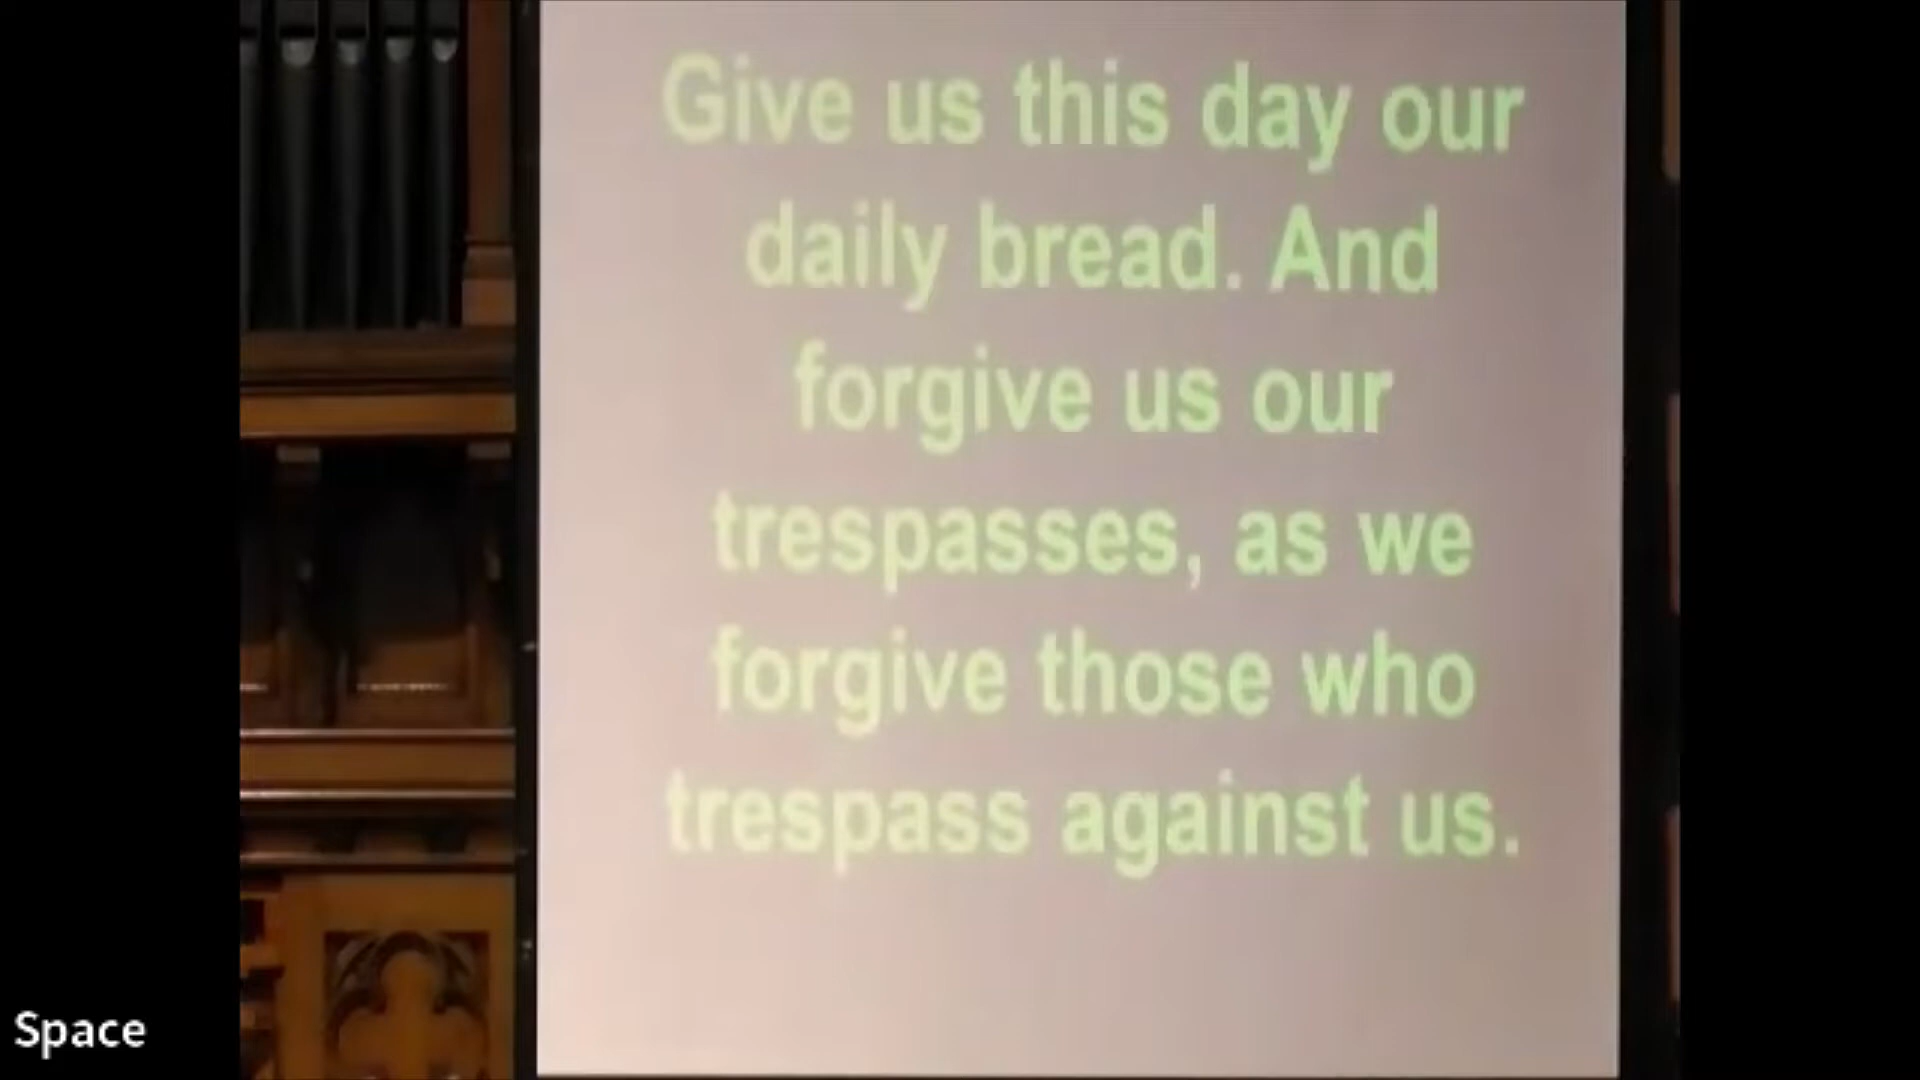 Give us this day our
daily bread. And
forgive us our
trespasses, as we
forgive those who
trespass against us.
Space